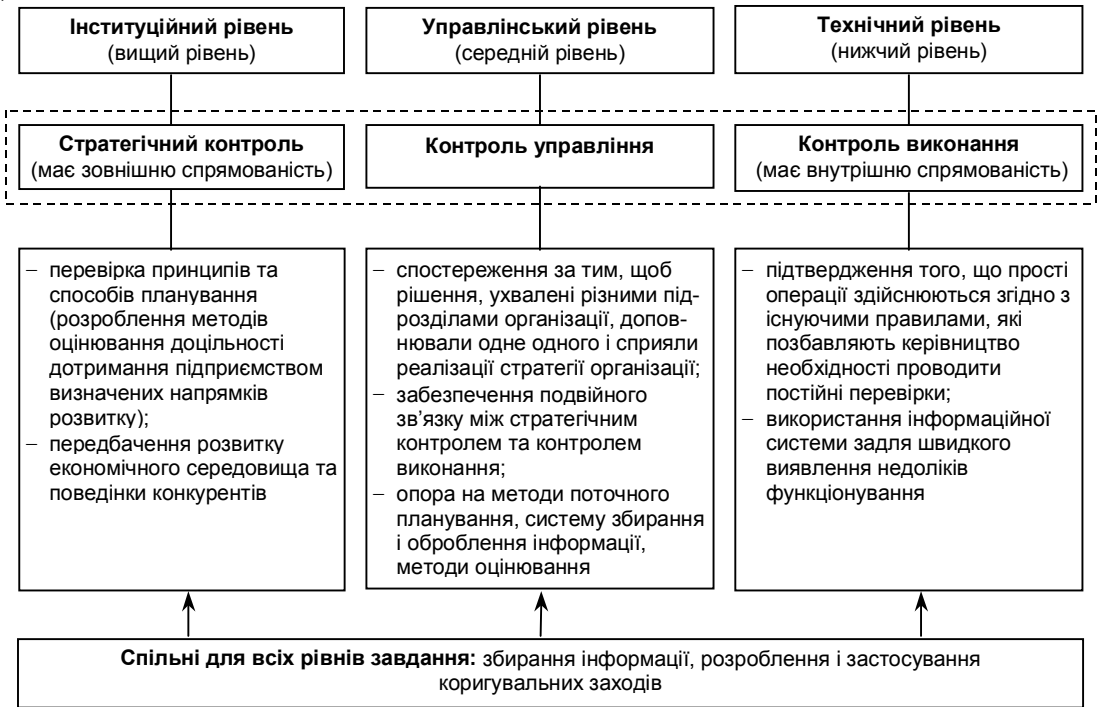 Інституційний рівень
(вищий рівень)
Управлінський рівень
(середній рівень)
Технічний рівень
(нижчий рівень)
Стратегічний контроль
(має зовнішню спрямованість)
Контроль управління
Контроль виконання
(має внутрішню спрямованість)
– перевірка принципів та
способів планування
(розроблення методів
оцінювання доцільності
дотримання підприємством
визначених напрямків
розвитку);
– передбачення розвитку
економічного середовища та
поведінки конкурентів
– спостереження за тим, щоб
рішення, ухвалені різними під-
розділами організації, допов-
нювали одне одного і сприяли
реалізації стратегії організації;
– забезпечення подвійного
зв’язку між стратегічним
контролем та контролем
виконання;
– опора на методи поточного
планування, систему збирання
і оброблення інформації,
методи оцінювання
– підтвердження того, що прості
операції здійснюються згідно з
існуючими правилами, які
позбавляють керівництво
необхідності проводити
постійні перевірки;
– використання інформаційної
системи задля швидкого
виявлення недоліків
функціонування
Спільні для всіх рівнів завдання: збирання інформації, розроблення і застосування
коригувальних заходів